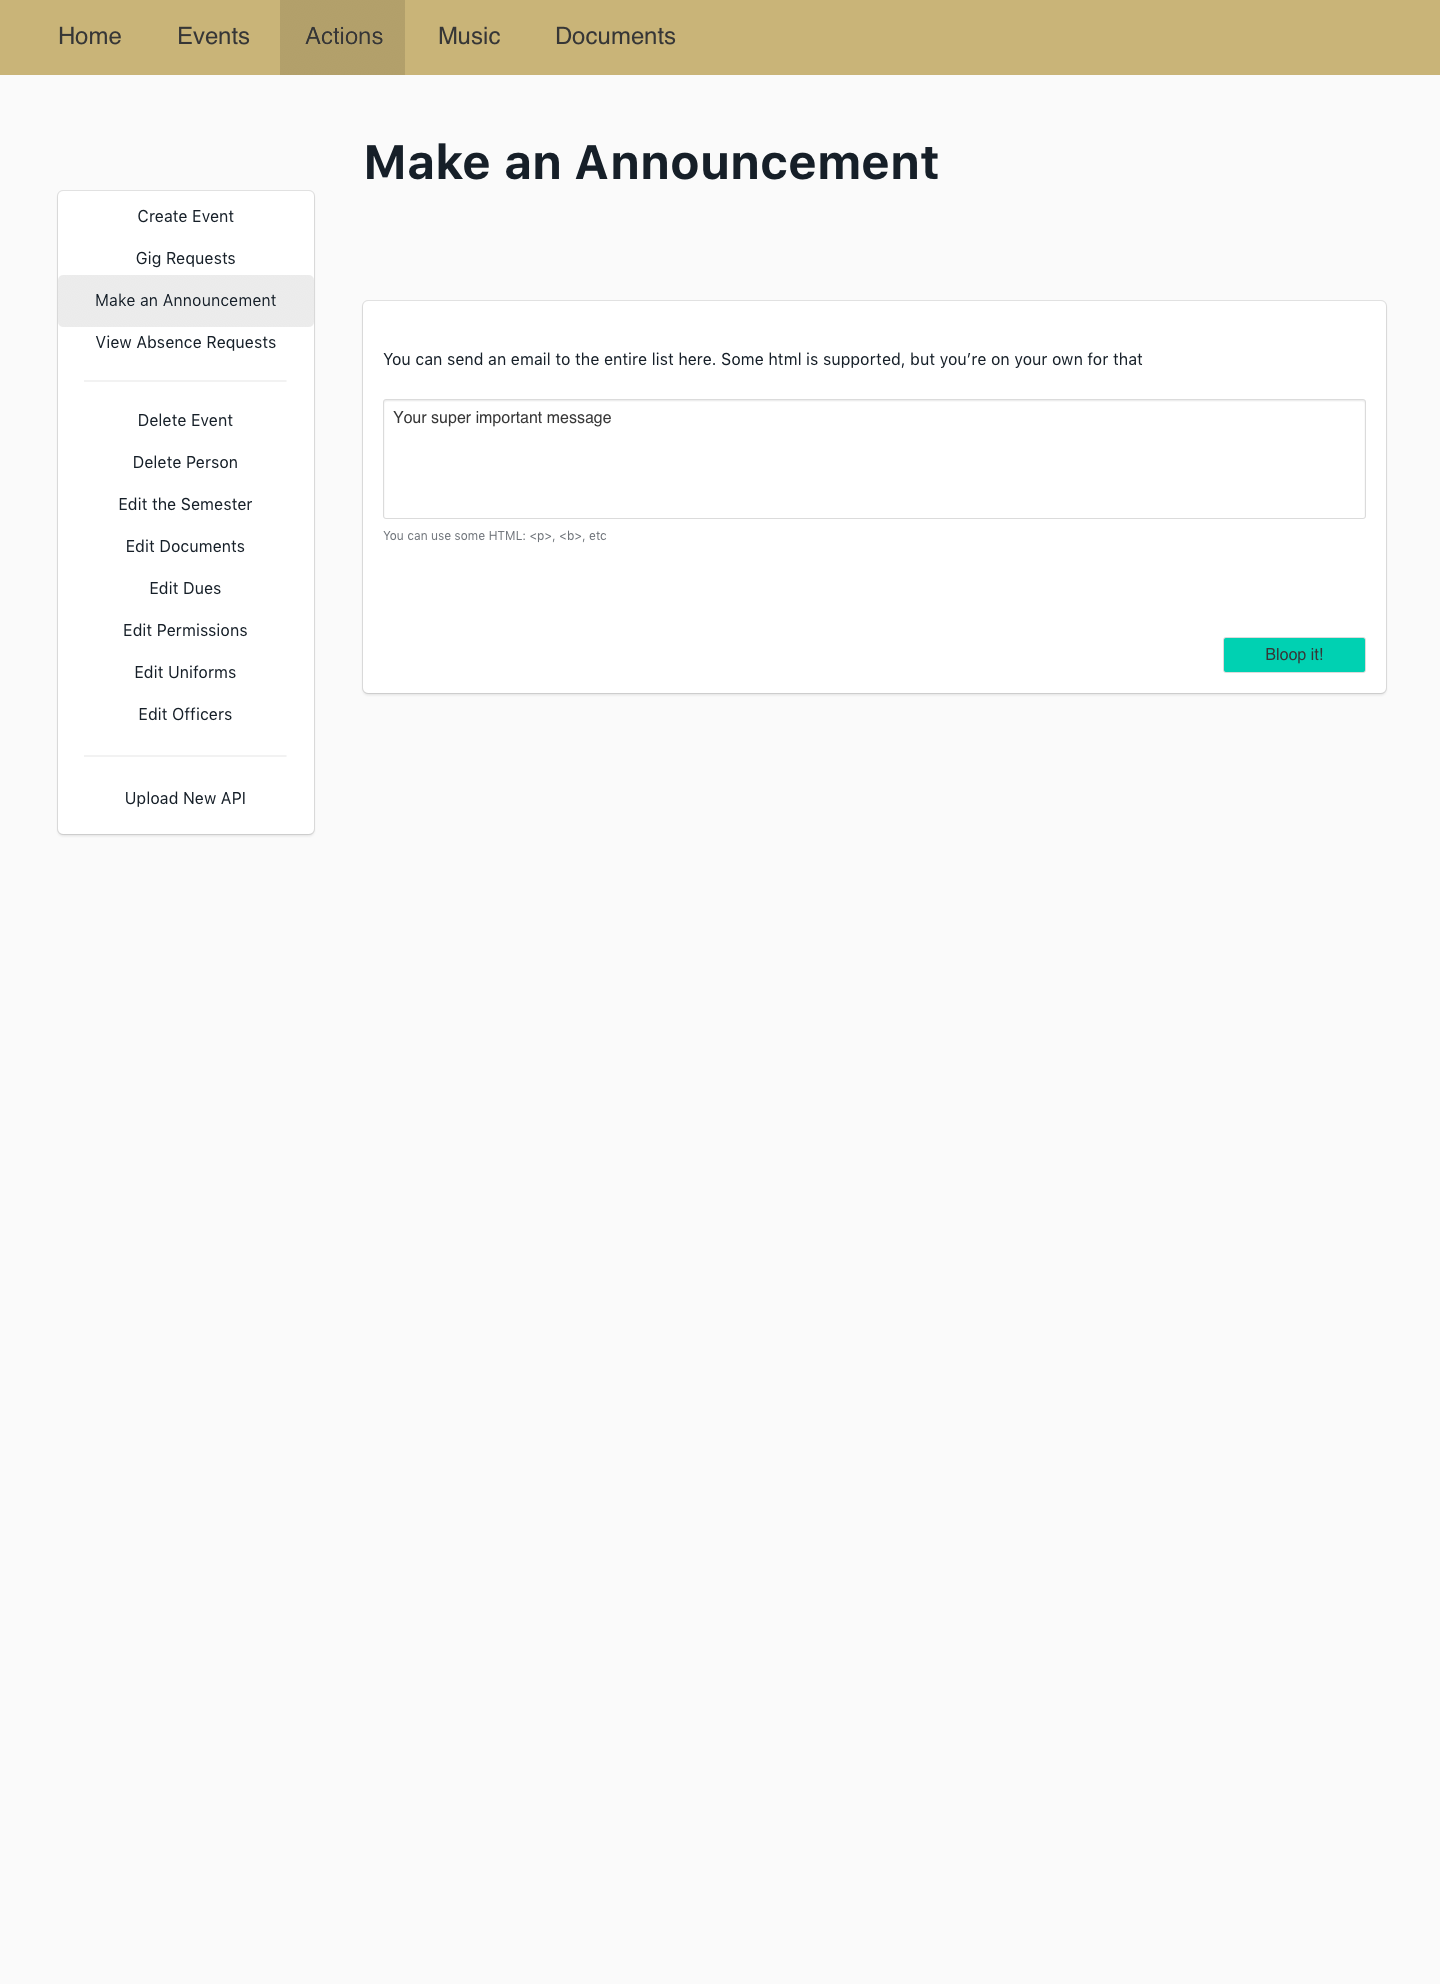 Home Events Actions Music Documents
Make an Announcement
Create Event
Gig Requests
Make an Announcement
View Absence Requests
Delete Event
Delete Person
Edit the Semester
Edit Documents
Edit Dues
Edit Permissions
Edit Uniforms
Edit Officers
Upload New API
You can send an email to the entire list here. Some html is supported, but you’re on your own for that
Your super important message
You can use some HTML: <p>, <b>, etc
Bloop it!